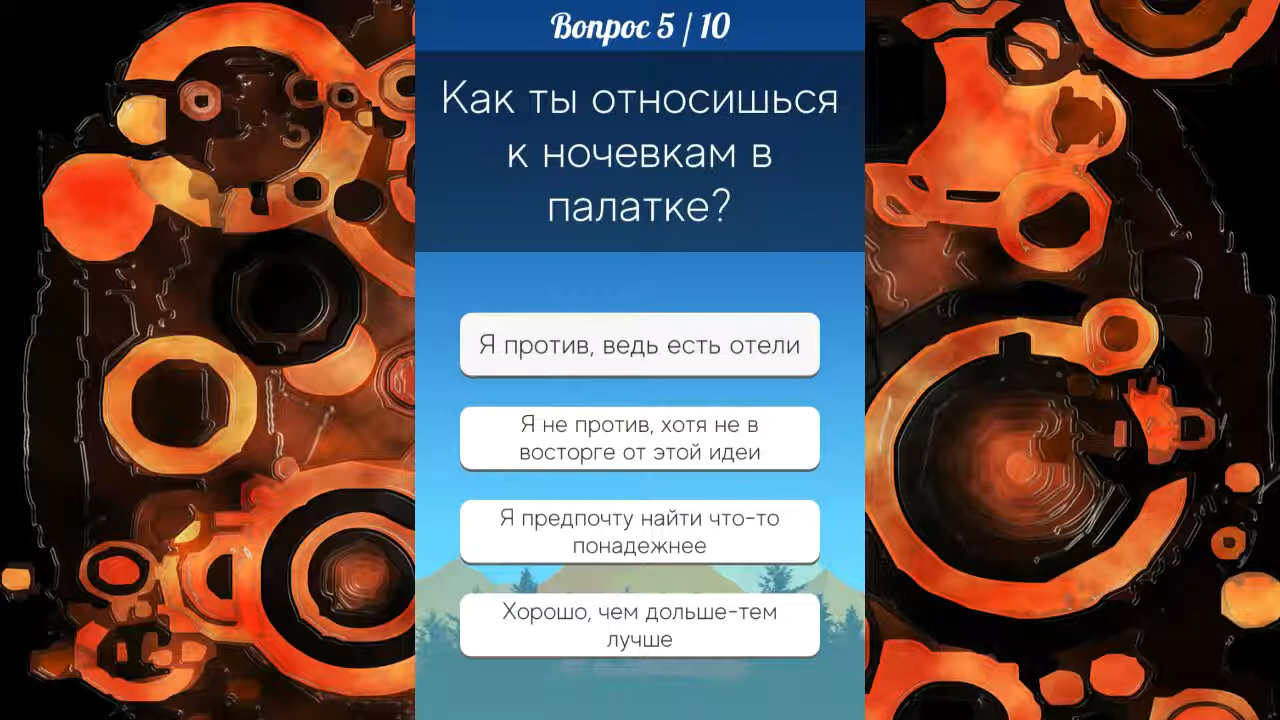 Вопрос 5 / 10
Как ты относишься
к ночевкам в
палатке?
Я против, ведь есть отели
Я не против, хотя не в
восторге от этой идеи
Я предпочту найти что-то
понадежнее
Хорошо, чем дольше-тем
лучше